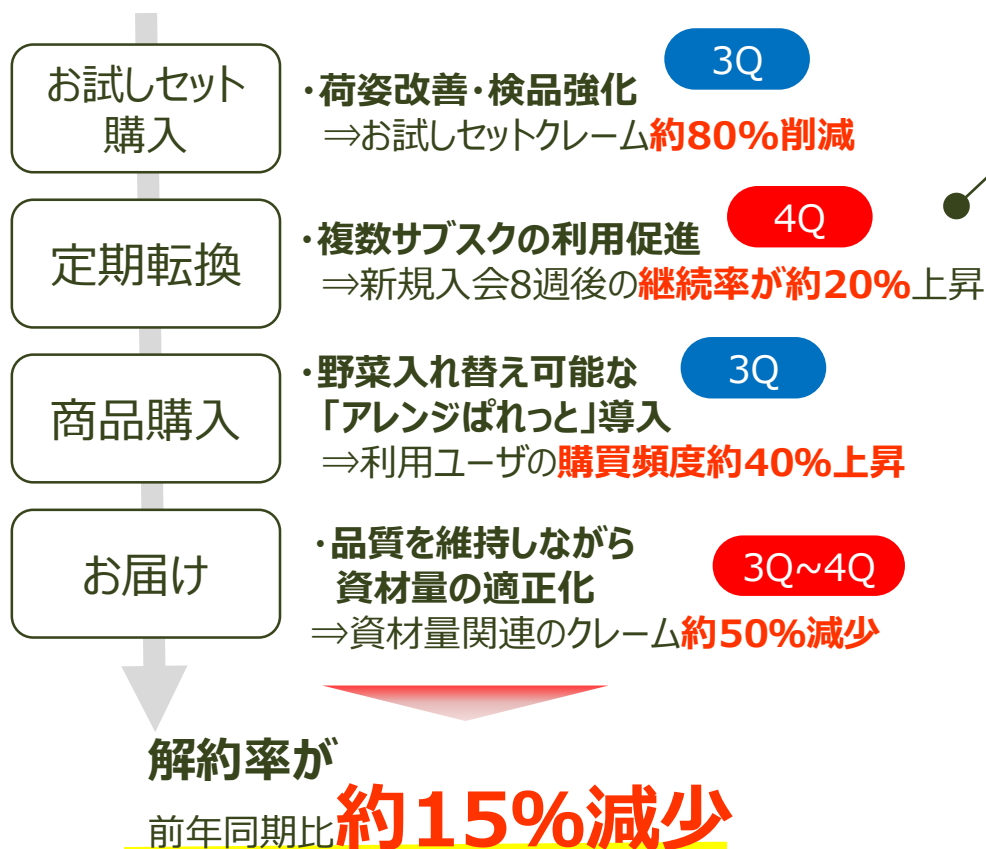 お試しセット
購入
3Q
・荷姿改善・検品強化
⇒お試しセットクレーム約80%削減
定期転換
4Q
・複数サブスクの利用促進
⇒新規入会8週後の継続率が約20%上昇
商品購入
3Q
・野菜入れ替え可能な
「アレンジぱれっと」導入
⇒利用ユーザの購買頻度約40%上昇
お届け
・品質を維持しながら
資材量の適正化
3Q~4Q
⇒資材量関連のクレーム約50%減少
解約率が
前年同期比約15%減少